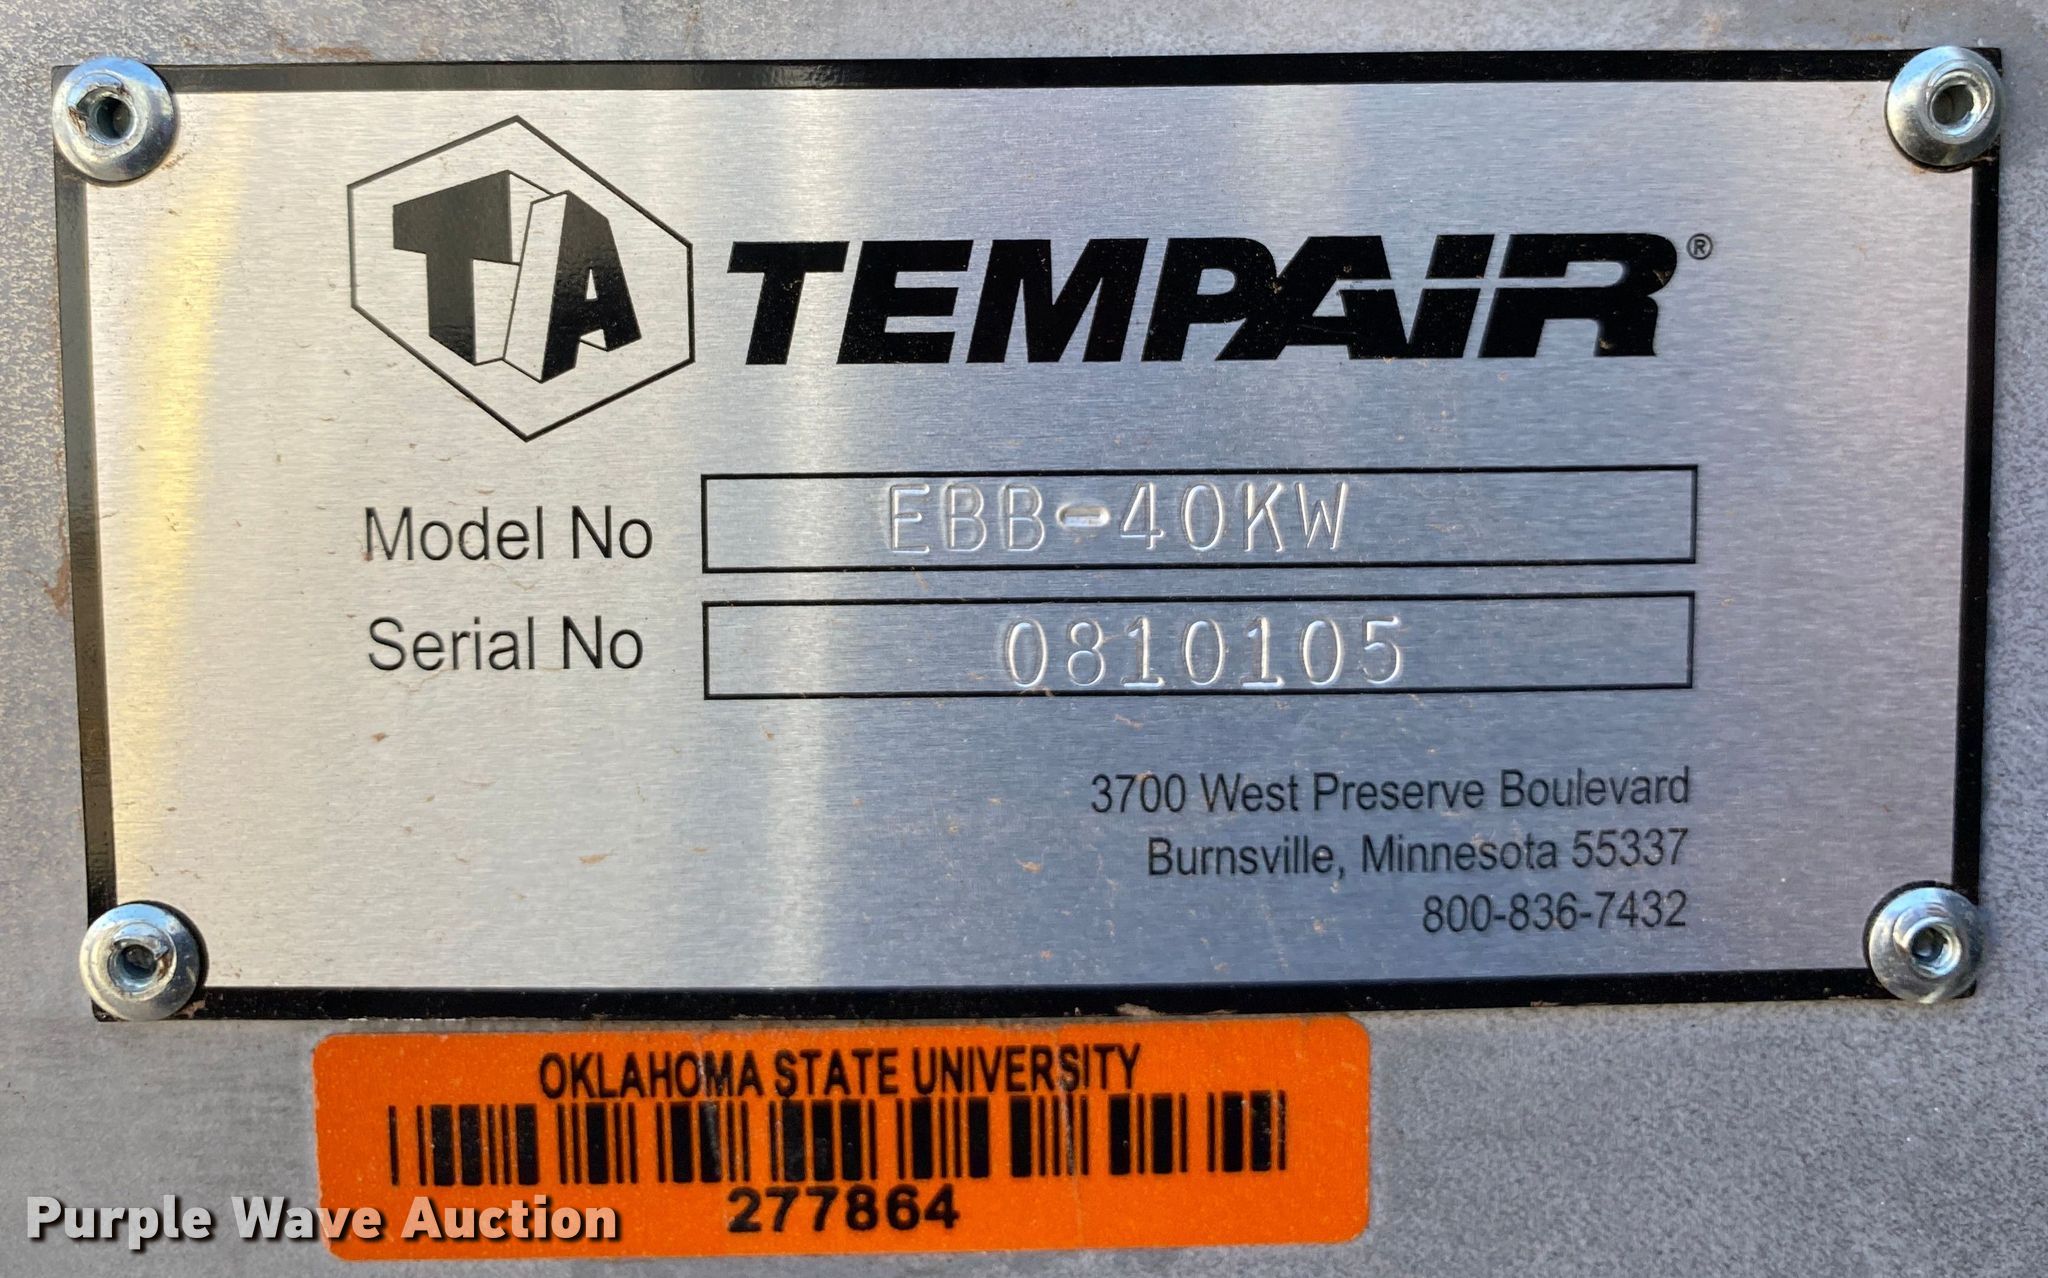 TA TEMPAIR®
Model No EBB-40KW
Serial No 0810105
3700 West Preserve Boulevard
Burnsville, Minnesota 55337
800-836-7432
OKLAHOMA STATE UNIVERSITY
277864
Purple Wave Auction